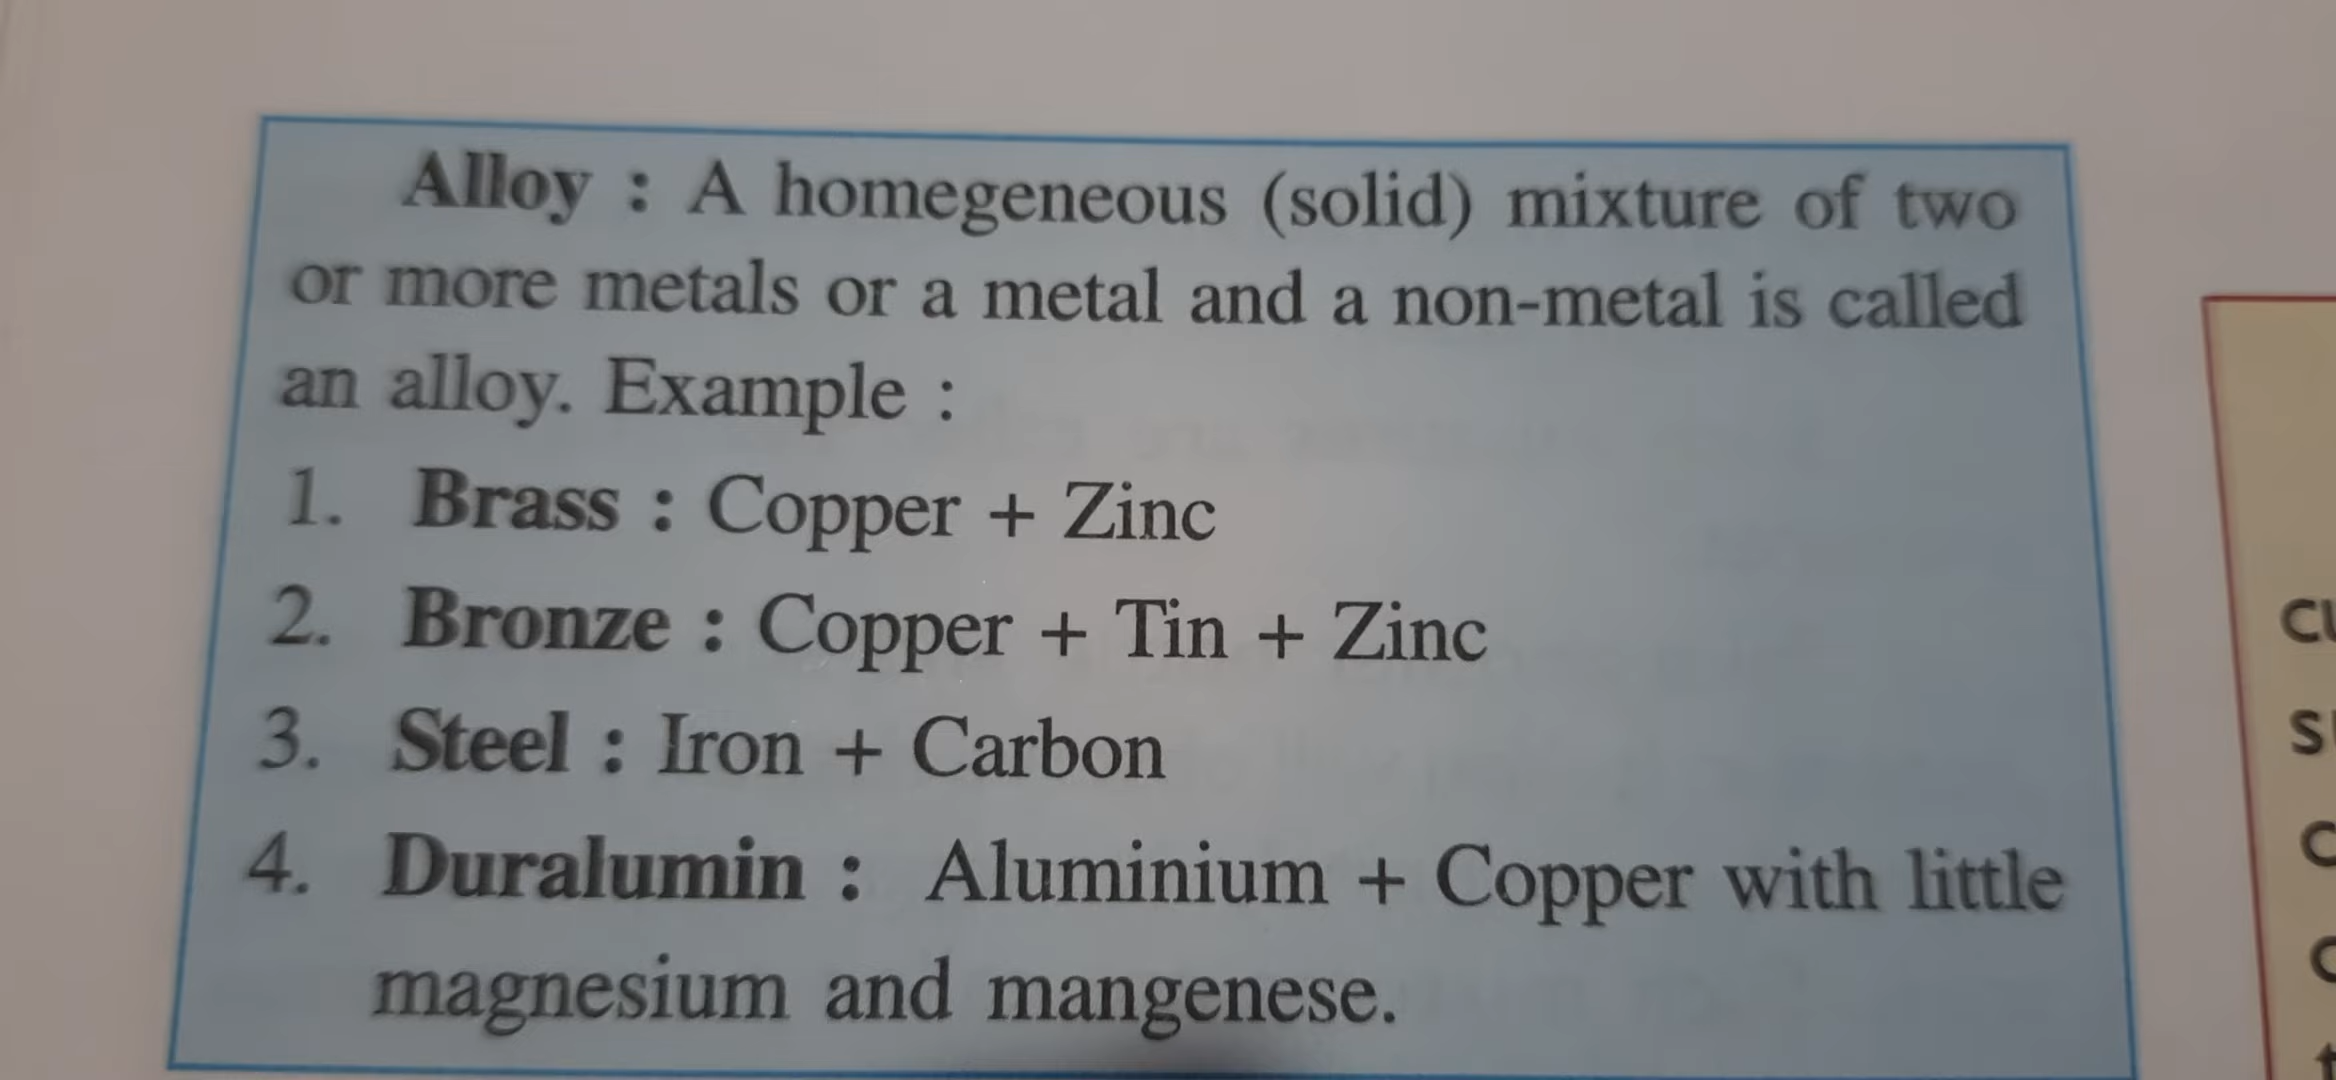 Alloy : A homegeneous (solid) mixture of two
or more metals or a metal and a non-metal is called
an alloy. Example :
1. Brass : Copper + Zinc
2. Bronze : Copper + Tin + Zinc
3. Steel : Iron + Carbon
4. Duralumin : Aluminium + Copper with little
magnesium and mangenese.